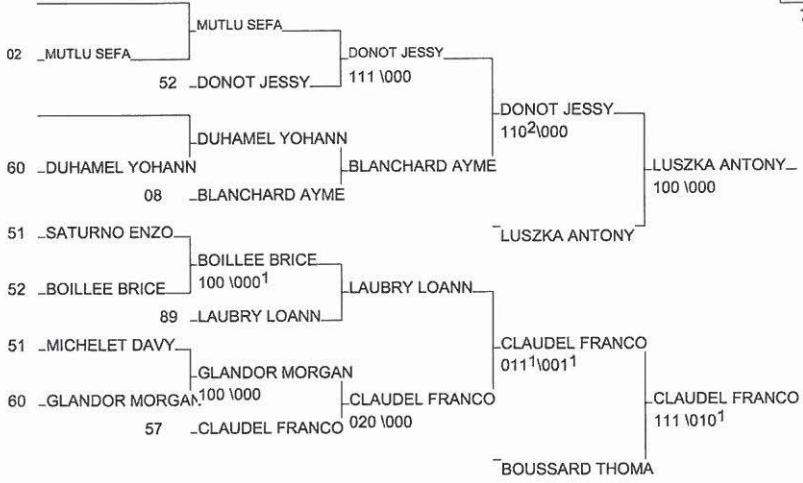 MUTLU SEFA
02 MUTLU SEFA
DONOT JESSY
111 \000
52 DONOT JESSY
DONOT JESSY
110²\000
DUHAMEL YOHANN
60 DUHAMEL YOHANN
BLANCHARD AYME
LUSZKA ANTONY
100 \000
08 BLANCHARD AYME
51 SATURNO ENZO
LUSZKA ANTONY
BOILLEE BRICE
100 \000¹
52 BOILLEE BRICE
LAUBRY LOANN
89 LAUBRY LOANN
51 MICHELET DAVY
CLAUDEL FRANCO
011¹\001¹
GLANDOR MORGAN
100 \000
60 GLANDOR MORGAN
CLAUDEL FRANCO
020 \000
CLAUDEL FRANCO
111 \010¹
57 CLAUDEL FRANCO
BOUSSARD THOMA